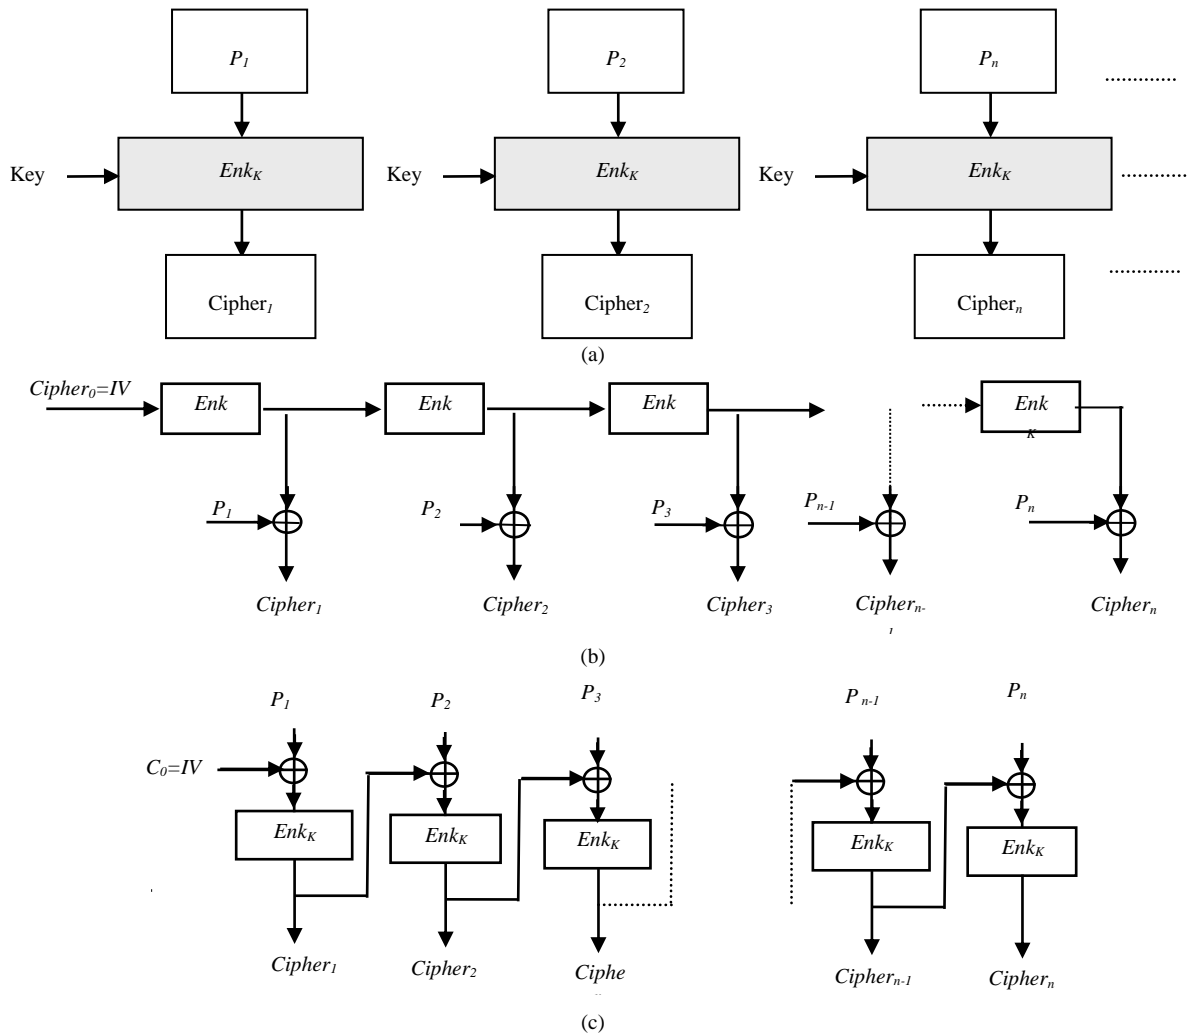 P1 P2 Pn
..............
Key EnkK Key EnkK Key EnkK
..............
Cipher1 Cipher2 Ciphern
..............
(a)
Cipher0=IV Enk Enk Enk Enk
K
P1 P2 P3 Pn-1 Pn
Cipher1 Cipher2 Cipher3 Ciphern- Ciphern
(b)
P1 P2 P3 Pn-1 Pn
C0=IV
EnkK EnkK EnkK EnkK EnkK
Cipher1 Cipher2 Ciphe Ciphern-1 Ciphern
(c)